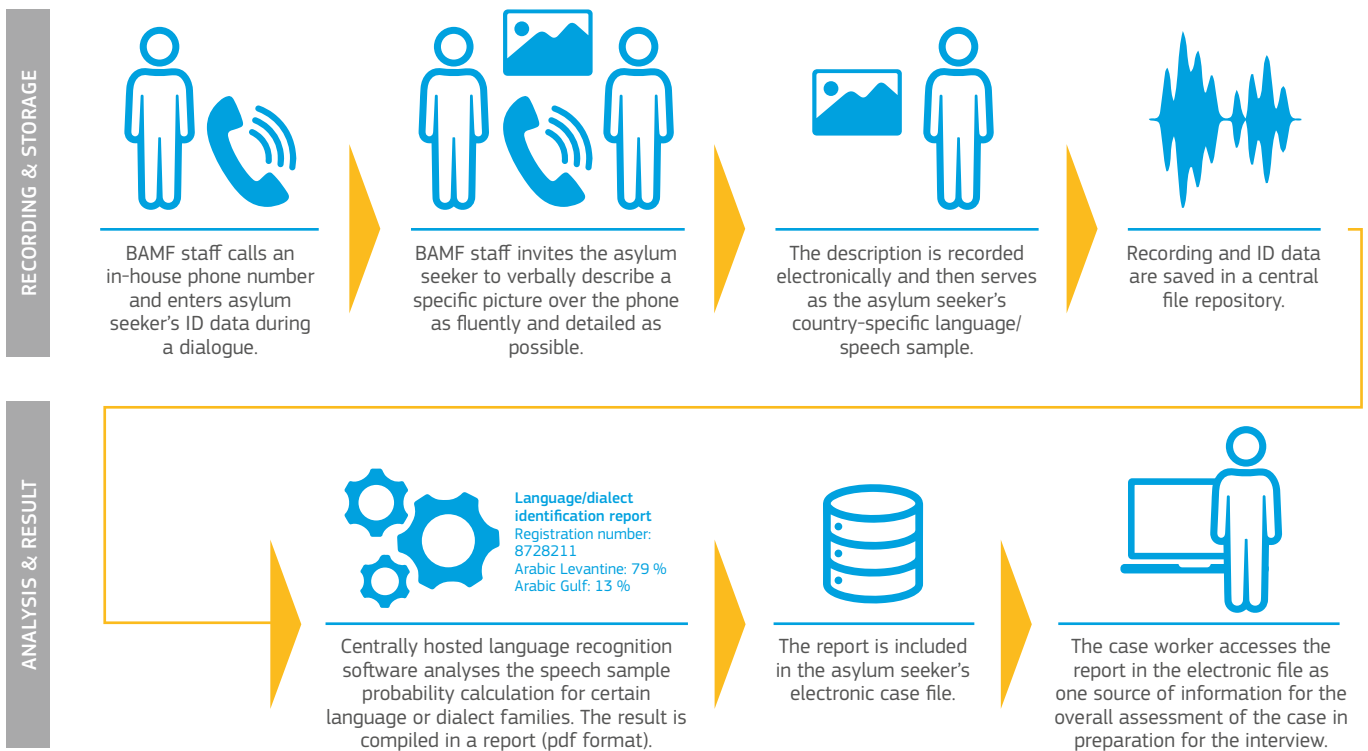 RECORDING & STORAGE
BAMF staff calls an
in-house phone number
and enters asylum
seeker's ID data during
a dialogue.
BAMF staff invites the asylum
seeker to verbally describe a
specific picture over the phone
as fluently and detailed as
possible.
The description is recorded
electronically and then serves
as the asylum seeker's
country-specific language/
speech sample.
Recording and ID data
are saved in a central
file repository.
ANALYSIS & RESULT
Language/dialect
identification report
Registration number:
8728211
Arabic Levantine: 79 %
Arabic Gulf: 13 %
Centrally hosted language recognition
software analyses the speech sample
probability calculation for certain
language or dialect families. The result is
compiled in a report (pdf format).
The report is included
in the asylum seeker's
electronic case file.
The case worker accesses the
report in the electronic file as
one source of information for the
overall assessment of the case in
preparation for the interview.